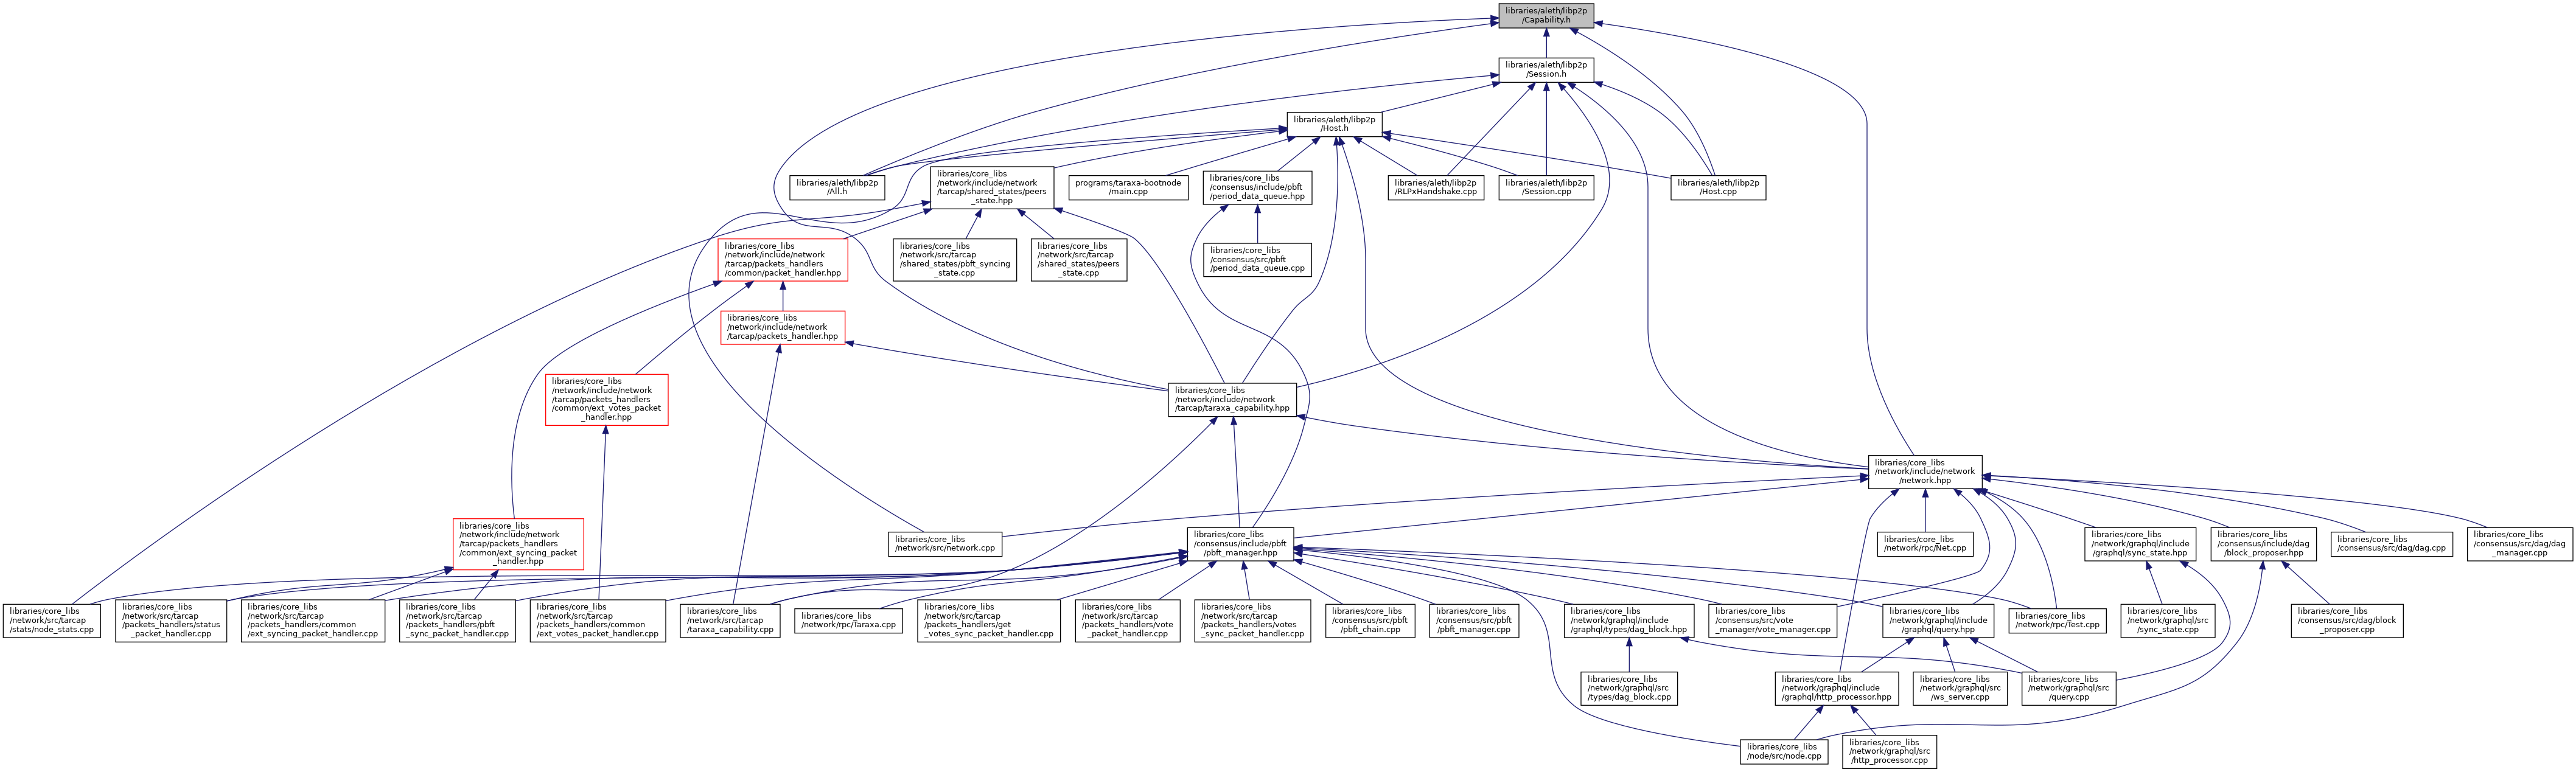 libraries/aleth/libp2p
/Capability.h
libraries/aleth/libp2p
/Session.h
libraries/aleth/libp2p
/Host.h
libraries/aleth/libp2p
/All.h
libraries/core_libs
/network/include/network
/tarcap/shared_states/peers
_state.hpp
programs/taraxa-bootnode
/main.cpp
libraries/core_libs
/consensus/include/pbft
/period_data_queue.hpp
libraries/aleth/libp2p
/RLPxHandshake.cpp
libraries/aleth/libp2p
/Session.cpp
libraries/aleth/libp2p
/Host.cpp
libraries/core_libs
/network/include/network
/tarcap/packets_handlers
/common/packet_handler.hpp
libraries/core_libs
/network/src/tarcap
/shared_states/pbft_syncing
_state.cpp
libraries/core_libs
/network/src/tarcap
/shared_states/peers
_state.cpp
libraries/core_libs
/consensus/src/pbft
/period_data_queue.cpp
libraries/core_libs
/network/include/network
/tarcap/packets_handler.hpp
libraries/core_libs
/network/include/network
/tarcap/packets_handlers
/common/ext_votes_packet
_handler.hpp
libraries/core_libs
/network/include/network
/tarcap/taraxa_capability.hpp
libraries/core_libs
/network/include/network
/network.hpp
libraries/core_libs
/network/include/network
/tarcap/packets_handlers
/common/ext_syncing_packet
_handler.hpp
libraries/core_libs
/network/src/network.cpp
libraries/core_libs
/consensus/include/pbft
/pbft_manager.hpp
libraries/core_libs
/network/rpc/Net.cpp
libraries/core_libs
/network/graphql/include
/graphql/sync_state.hpp
libraries/core_libs
/consensus/include/dag
/block_proposer.hpp
libraries/core_libs
/consensus/src/dag/dag.cpp
libraries/core_libs
/consensus/src/dag/dag
_manager.cpp
libraries/core_libs
/network/src/tarcap
/stats/node_stats.cpp
libraries/core_libs
/network/src/tarcap
/packets_handlers/status
_packet_handler.cpp
libraries/core_libs
/network/src/tarcap
/packets_handlers/common
/ext_syncing_packet_handler.cpp
libraries/core_libs
/network/src/tarcap
/packets_handlers/pbft
_sync_packet_handler.cpp
libraries/core_libs
/network/src/tarcap
/packets_handlers/common
/ext_votes_packet_handler.cpp
libraries/core_libs
/network/src/tarcap
/taraxa_capability.cpp
libraries/core_libs
/network/rpc/Taraxa.cpp
libraries/core_libs
/network/src/tarcap
/packets_handlers/get
_votes_sync_packet_handler.cpp
libraries/core_libs
/network/src/tarcap
/packets_handlers/vote
_packet_handler.cpp
libraries/core_libs
/network/src/tarcap
/packets_handlers/votes
_sync_packet_handler.cpp
libraries/core_libs
/consensus/src/pbft
/pbft_chain.cpp
libraries/core_libs
/consensus/src/pbft
/pbft_manager.cpp
libraries/core_libs
/network/graphql/include
/graphql/types/dag_block.hpp
libraries/core_libs
/consensus/src/vote
_manager/vote_manager.cpp
libraries/core_libs
/network/graphql/include
/graphql/query.hpp
libraries/core_libs
/network/rpc/Test.cpp
libraries/core_libs
/network/graphql/src
/sync_state.cpp
libraries/core_libs
/consensus/src/dag/block
_proposer.cpp
libraries/core_libs
/network/graphql/src
/types/dag_block.cpp
libraries/core_libs
/network/graphql/include
/graphql/http_processor.hpp
libraries/core_libs
/network/graphql/src
/ws_server.cpp
libraries/core_libs
/network/graphql/src
/query.cpp
libraries/core_libs
/node/src/node.cpp
libraries/core_libs
/network/graphql/src
/http_processor.cpp